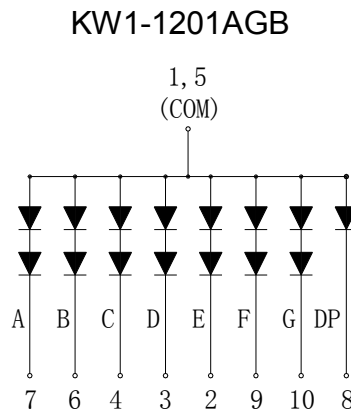 KW1-1201AGB
1, 5
(COM)
A B C D E F G DP
7 6 4 3 2 9 10 8